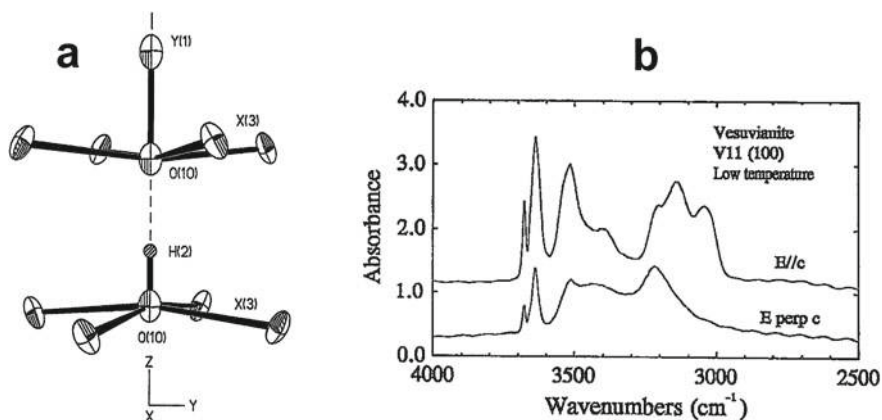 a
Y(1)
X(3)
O(10)
H(2)
X(3)
O(10)
Z
X
Y
b
4.0
3.0
2.0
1.0
0.0
Absorbance
Vesuvianite
V11 (100)
Low temperature
E//c
E perp c
4000 3500 3000 2500
Wavenumbers (cm-1)